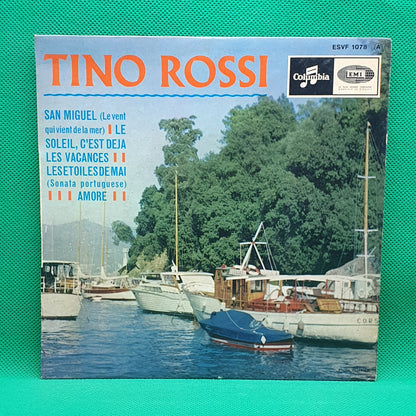 ESVF 1078 A
TINO ROSSI
Columbia
EMI
SAN MIGUEL (Le vent
qui vient de la mer) LE
SOLEIL, C'EST DEJA
LES VACANCES
LES ETOILES DE MAI
(Sonata portuguese)
AMORE
CORS